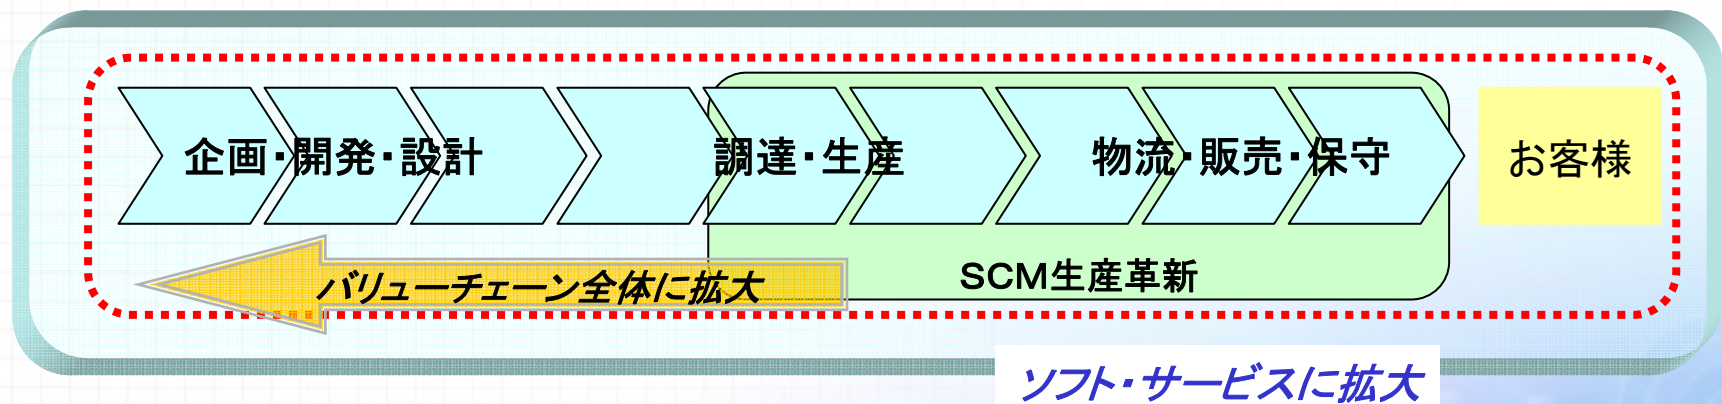 企画・開発・設計
調達・生産
物流・販売・保守
お客様
バリューチェーン全体に拡大
SCM生産革新
ソフト・サービスに拡大